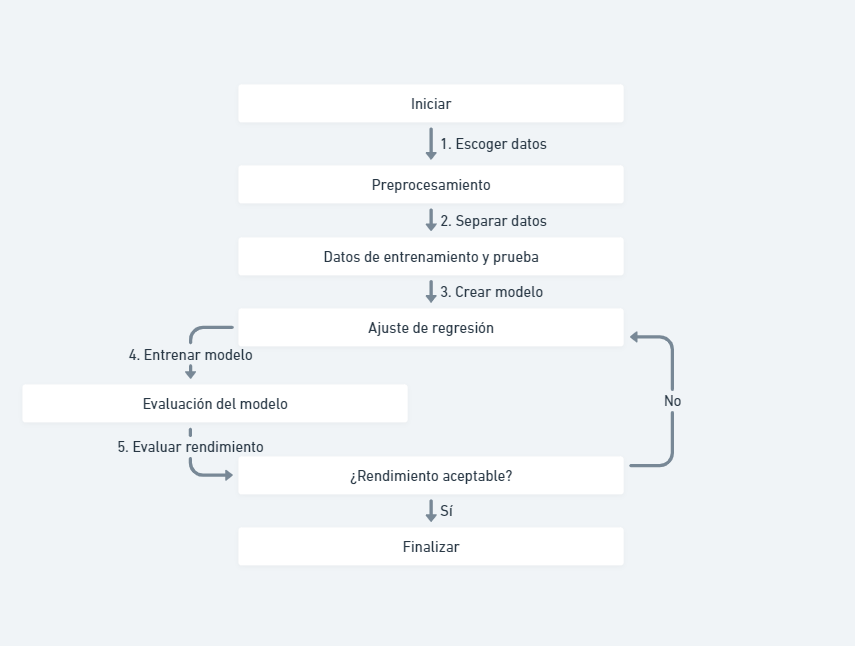 Iniciar
1. Escoger datos
Preprocesamiento
2. Separar datos
Datos de entrenamiento y prueba
3. Crear modelo
Ajuste de regresión
4. Entrenar modelo
Evaluación del modelo
No
5. Evaluar rendimiento
¿Rendimiento aceptable?
Sí
Finalizar